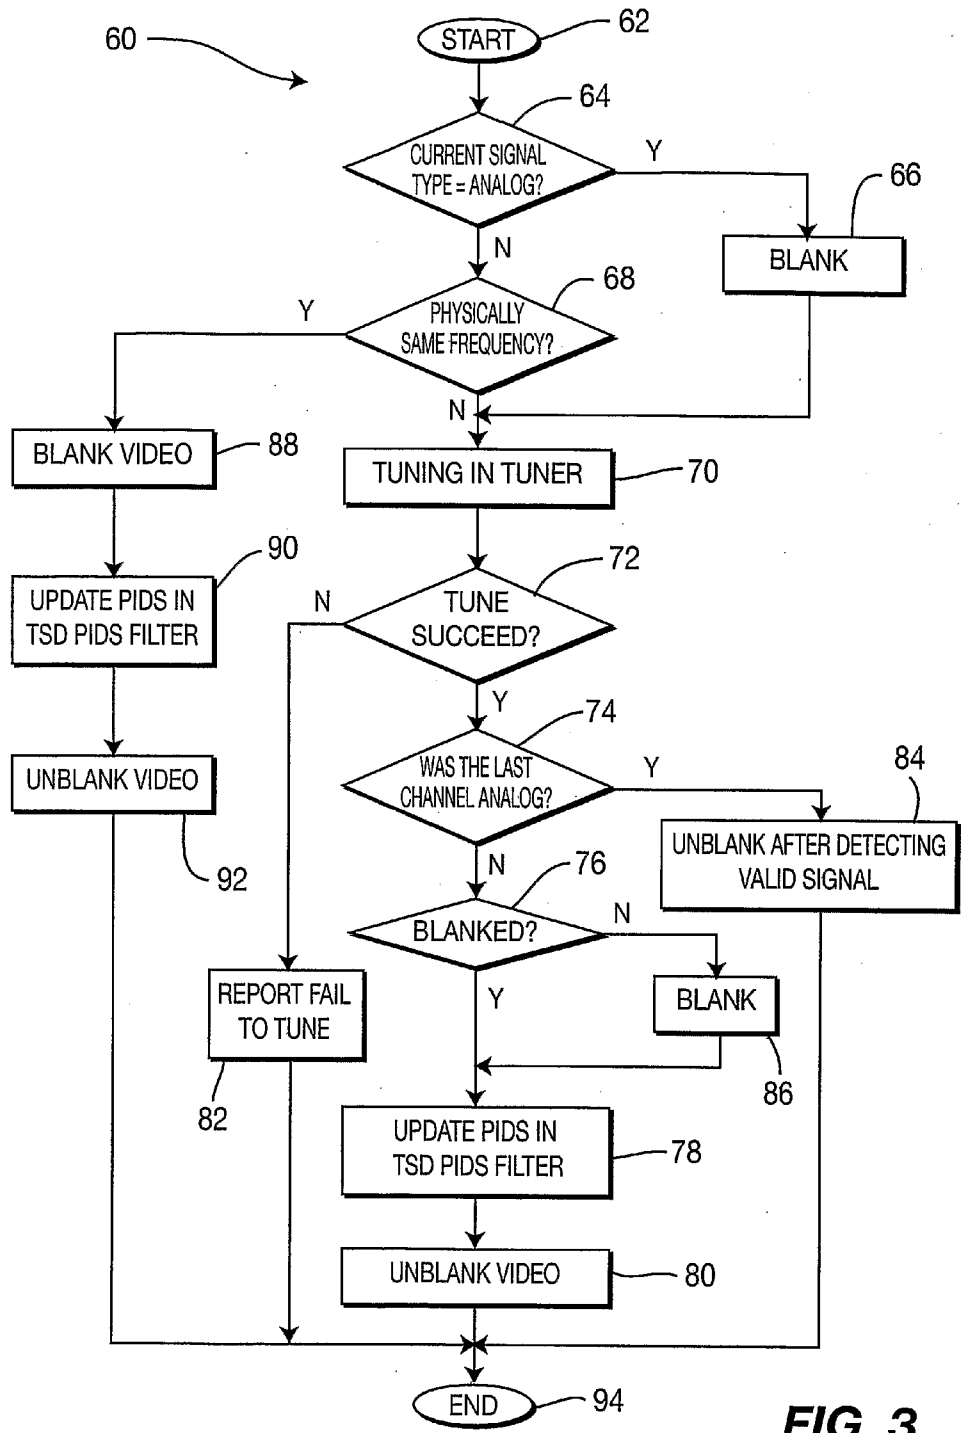 60
START
62
64
CURRENT SIGNAL
TYPE = ANALOG?
Y
66
BLANK
N
68
PHYSICALLY
SAME FREQUENCY?
Y
N
BLANK VIDEO
88
TUNING IN TUNER
70
90
UPDATE PIDS IN
TSD PIDS FILTER
72
TUNE
SUCCEED?
N
Y
74
WAS THE LAST
CHANNEL ANALOG?
Y
84
UNBLANK AFTER DETECTING
VALID SIGNAL
UNBLANK VIDEO
92
N
76
BLANKED?
N
Y
BLANK
86
REPORT FAIL
TO TUNE
82
UPDATE PIDS IN
TSD PIDS FILTER
78
UNBLANK VIDEO
80
END
94
FIG. 3